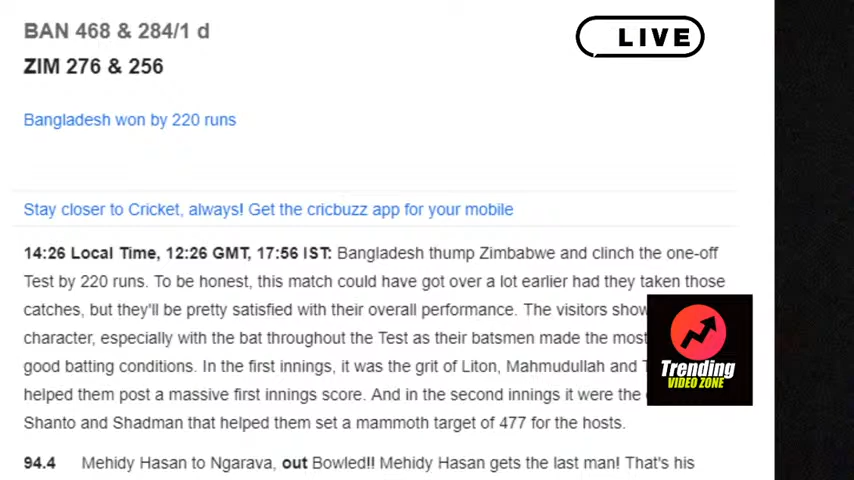 BAN 468 & 284/1 d
LIVE
ZIM 276 & 256
Bangladesh won by 220 runs
Stay closer to Cricket, always! Get the cricbuzz app for your mobile
14:26 Local Time, 12:26 GMT, 17:56 IST: Bangladesh thump Zimbabwe and clinch the one-off
Test by 220 runs. To be honest, this match could have got over a lot earlier had they taken those
catches, but they'll be pretty satisfied with their overall performance. The visitors
character, especially with the bat throughout the Test as their batsmen made the most
good batting conditions. In the first innings, it was the grit of Liton, Mahmudullah and
helped them post a massive first innings score. And in the second innings it were the
Shanto and Shadman that helped them set a mammoth target of 477 for the hosts.
Trending
VIDEO ZONE
94.4 Mehidy Hasan to Ngarava, out Bowled!! Mehidy Hasan gets the last man! That's his